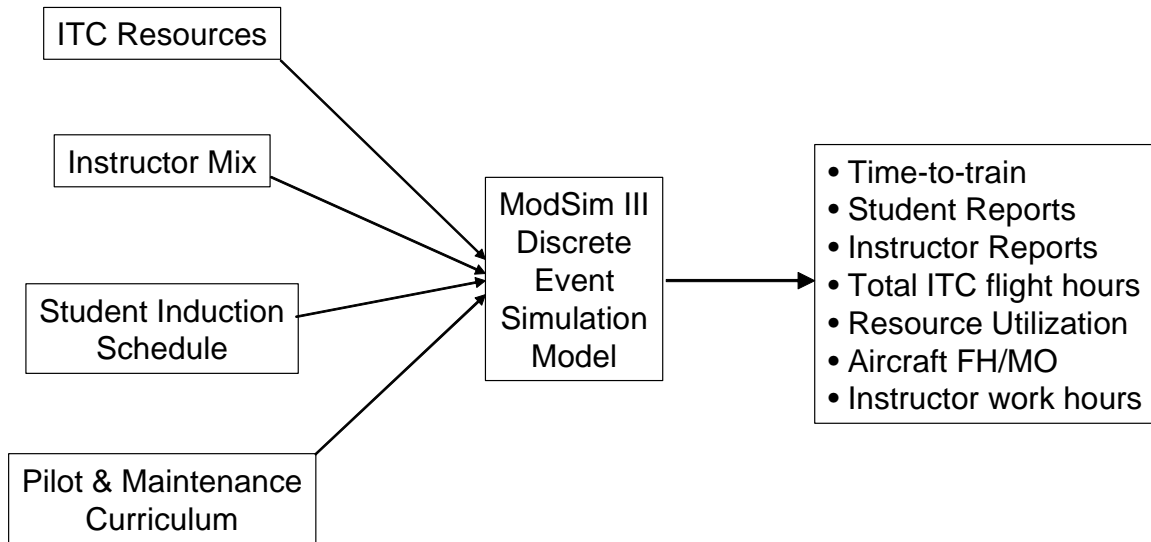 ITC Resources
Instructor Mix
Student Induction
Schedule
Pilot & Maintenance
Curriculum
ModSim III
Discrete
Event
Simulation
Model
• Time-to-train
• Student Reports
• Instructor Reports
• Total ITC flight hours
• Resource Utilization
• Aircraft FH/MO
• Instructor work hours